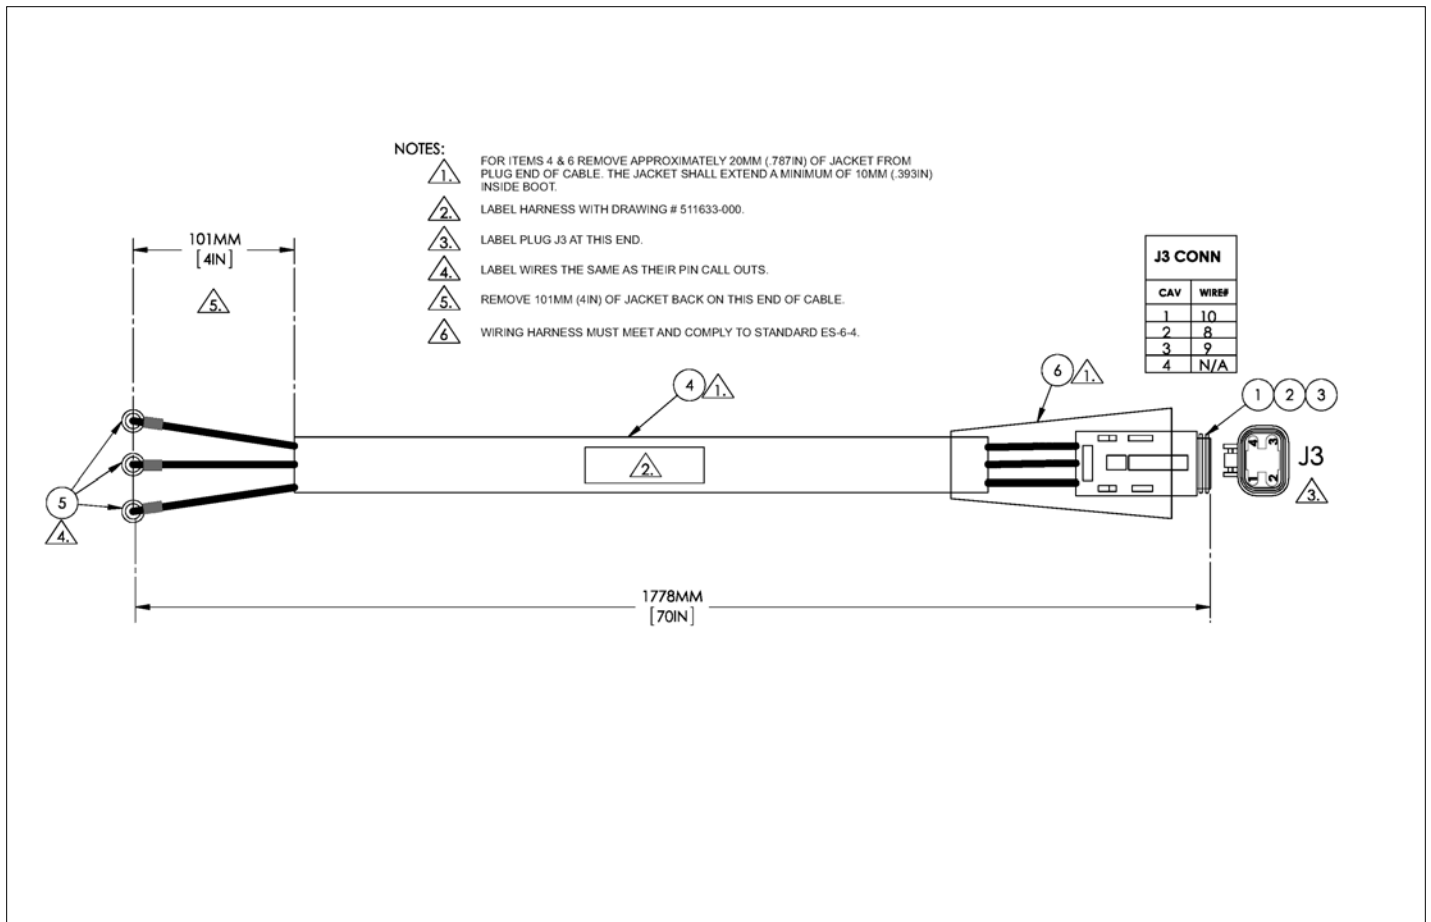 NOTES:
1. FOR ITEMS 4 & 6 REMOVE APPROXIMATELY 20MM (.787IN) OF JACKET FROM
PLUG END OF CABLE. THE JACKET SHALL EXTEND A MINIMUM OF 10MM (.393IN)
INSIDE BOOT.
2. LABEL HARNESS WITH DRAWING # 511633-000.
3. LABEL PLUG J3 AT THIS END.
4. LABEL WIRES THE SAME AS THEIR PIN CALL OUTS.
5. REMOVE 101MM (4IN) OF JACKET BACK ON THIS END OF CABLE.
6 WIRING HARNESS MUST MEET AND COMPLY TO STANDARD ES-6-4.
101MM
[4IN]
5.
J3 CONN
CAV WIRE#
1 10
2 8
3 9
4 N/A
4 1.
6 1.
1 2 3
2.
4 3
1 2
J3
3.
5
4.
1778MM
[70IN]